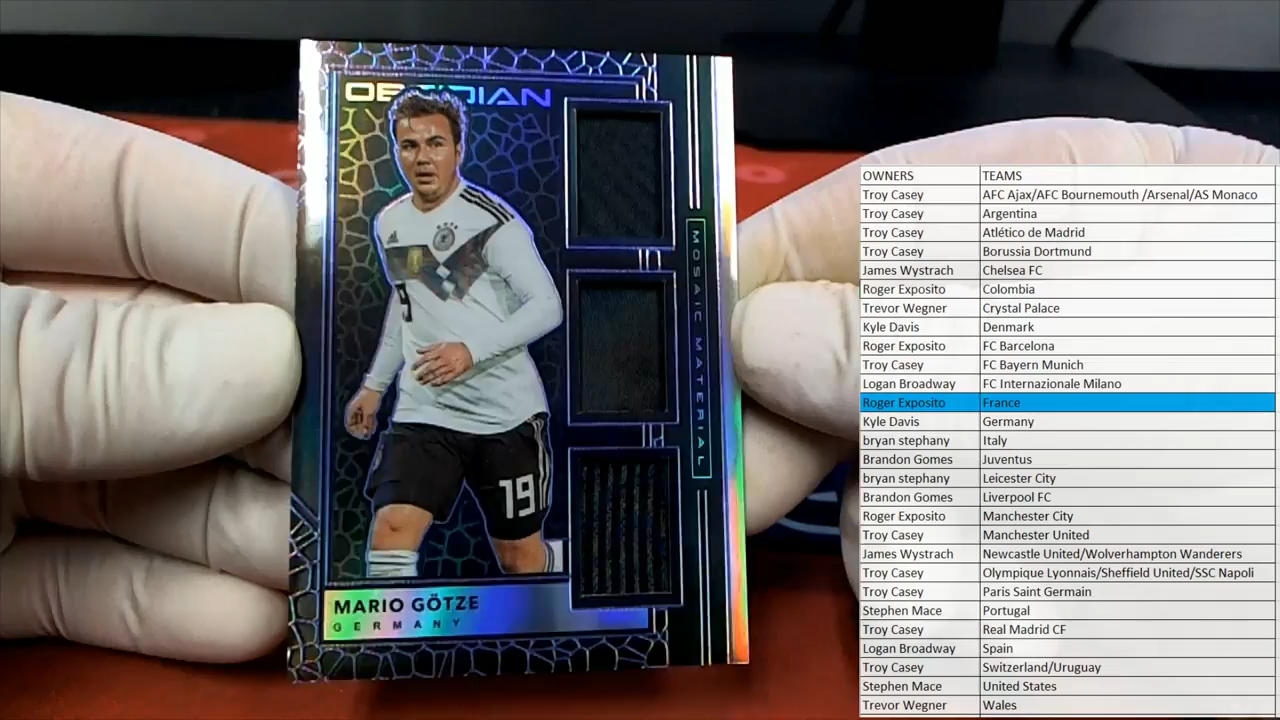 OBSIDIAN
MOSAIC MATERIAL
9
19
MARIO GÖTZE
GERMANY
OWNERS TEAMS
Troy Casey AFC Ajax/AFC Bournemouth /Arsenal/AS Monaco
Troy Casey Argentina
Troy Casey Atlético de Madrid
Troy Casey Borussia Dortmund
James Wystrach Chelsea FC
Roger Exposito Colombia
Trevor Wegner Crystal Palace
Kyle Davis Denmark
Roger Exposito FC Barcelona
Troy Casey FC Bayern Munich
Logan Broadway FC Internazionale Milano
Roger Exposito France
Kyle Davis Germany
bryan stephany Italy
Brandon Gomes Juventus
bryan stephany Leicester City
Brandon Gomes Liverpool FC
Roger Exposito Manchester City
Troy Casey Manchester United
James Wystrach Newcastle United/Wolverhampton Wanderers
Troy Casey Olympique Lyonnais/Sheffield United/SSC Napoli
Troy Casey Paris Saint Germain
Stephen Mace Portugal
Troy Casey Real Madrid CF
Logan Broadway Spain
Troy Casey Switzerland/Uruguay
Stephen Mace United States
Trevor Wegner Wales